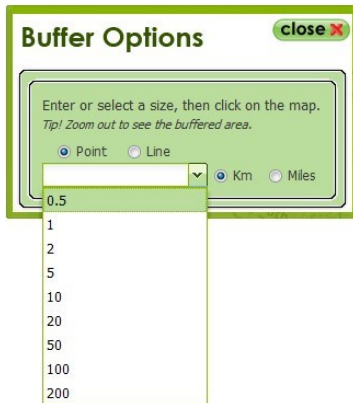 Buffer Options
close X
Enter or select a size, then click on the map.
Tip! Zoom out to see the buffered area.
Point Line
Km Miles
0.5
1
2
5
10
20
50
100
200